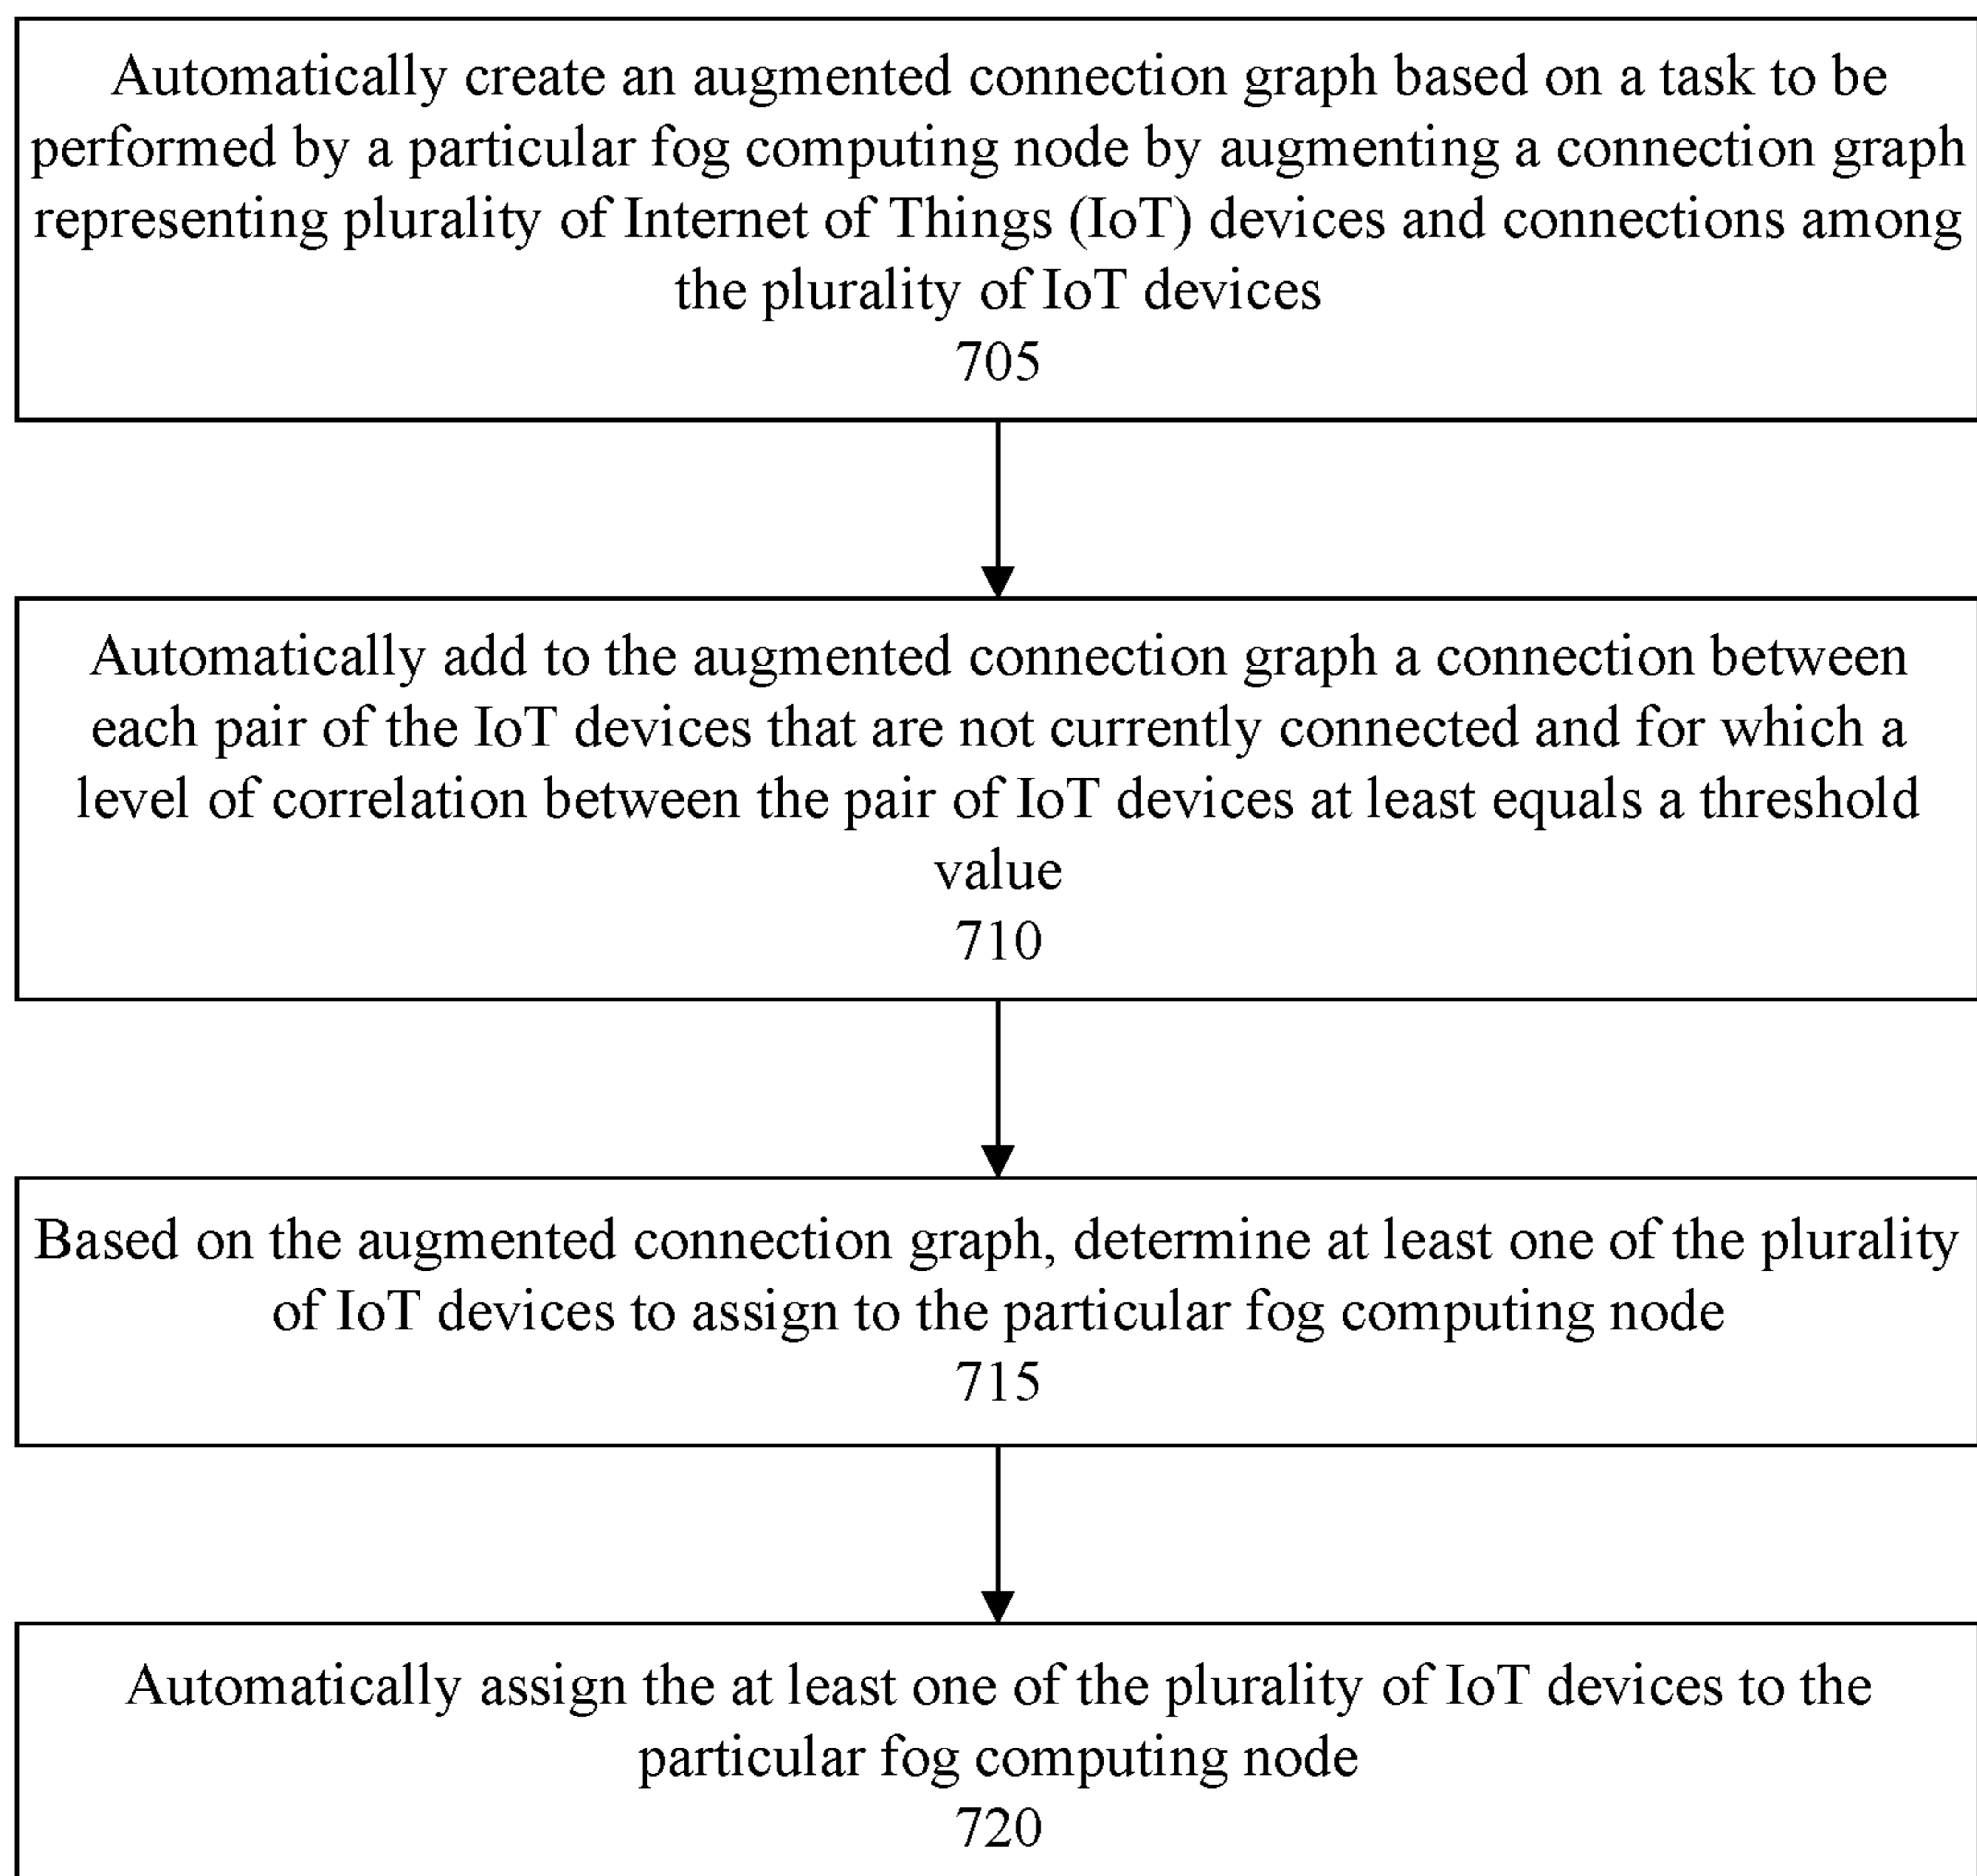 Automatically create an augmented connection graph based on a task to be
performed by a particular fog computing node by augmenting a connection graph
representing plurality of Internet of Things (IoT) devices and connections among
the plurality of IoT devices
705
Automatically add to the augmented connection graph a connection between
each pair of the IoT devices that are not currently connected and for which a
level of correlation between the pair of IoT devices at least equals a threshold
value
710
Based on the augmented connection graph, determine at least one of the plurality
of IoT devices to assign to the particular fog computing node
715
Automatically assign the at least one of the plurality of IoT devices to the
particular fog computing node
720